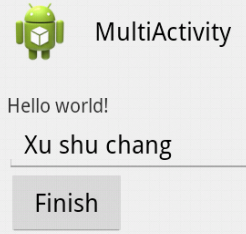 MultiActivity
Hello world!
Xu shu chang
Finish